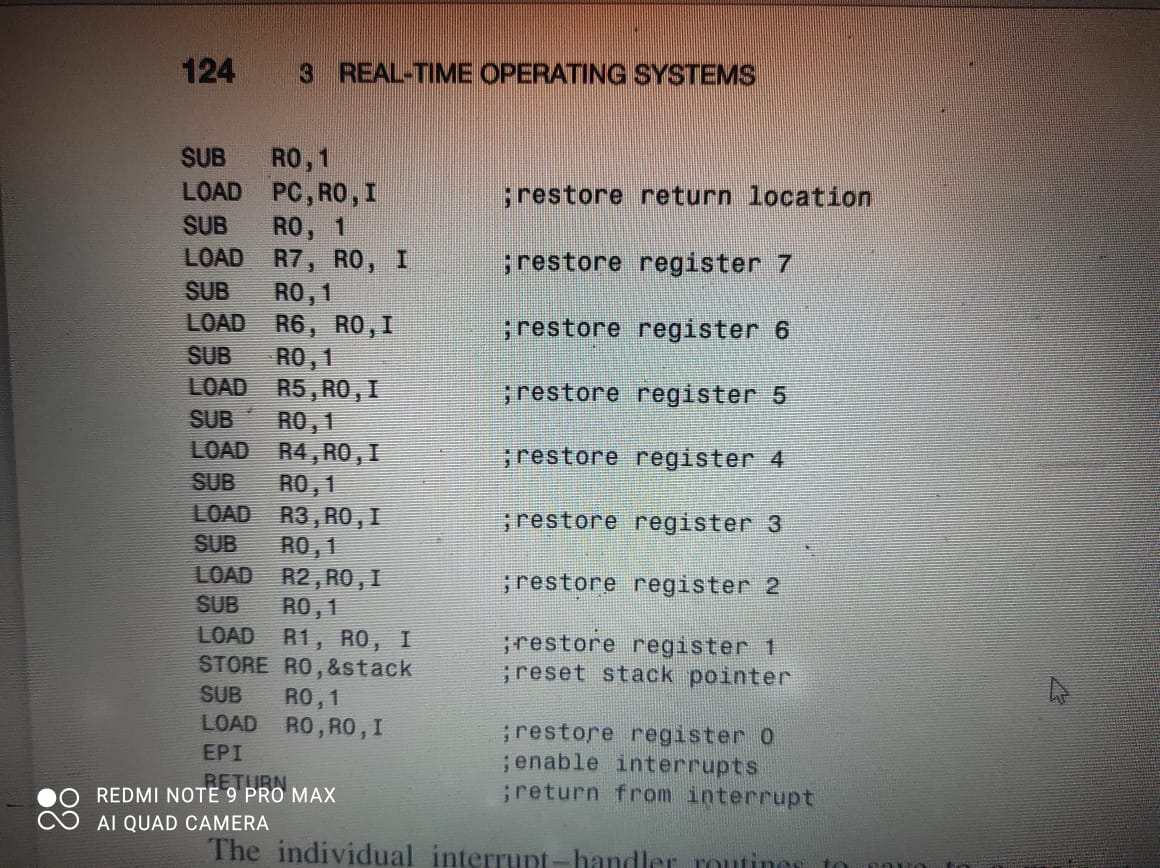 124 3 REAL-TIME OPERATING SYSTEMS
SUB R0,1
LOAD PC,R0,I ;restore return location
SUB R0, 1
LOAD R7, R0, I ;restore register 7
SUB R0,1
LOAD R6, R0,I ;restore register 6
SUB R0,1
LOAD R5,R0,I ;restore register 5
SUB R0,1
LOAD R4,R0,I ;restore register 4
SUB R0,1
LOAD R3,R0,I ;restore register 3
SUB R0,1
LOAD R2,R0,I ;restore register 2
SUB R0,1
LOAD R1, R0, I ;restore register 1
STORE R0,&stack ;reset stack pointer
SUB R0,1
LOAD R0,R0,I ;restore register 0
EPI ;enable interrupts
RETURN ;return from interrupt
REDMI NOTE 9 PRO MAX
AI QUAD CAMERA
The individual interrupt-handler routines to save to a